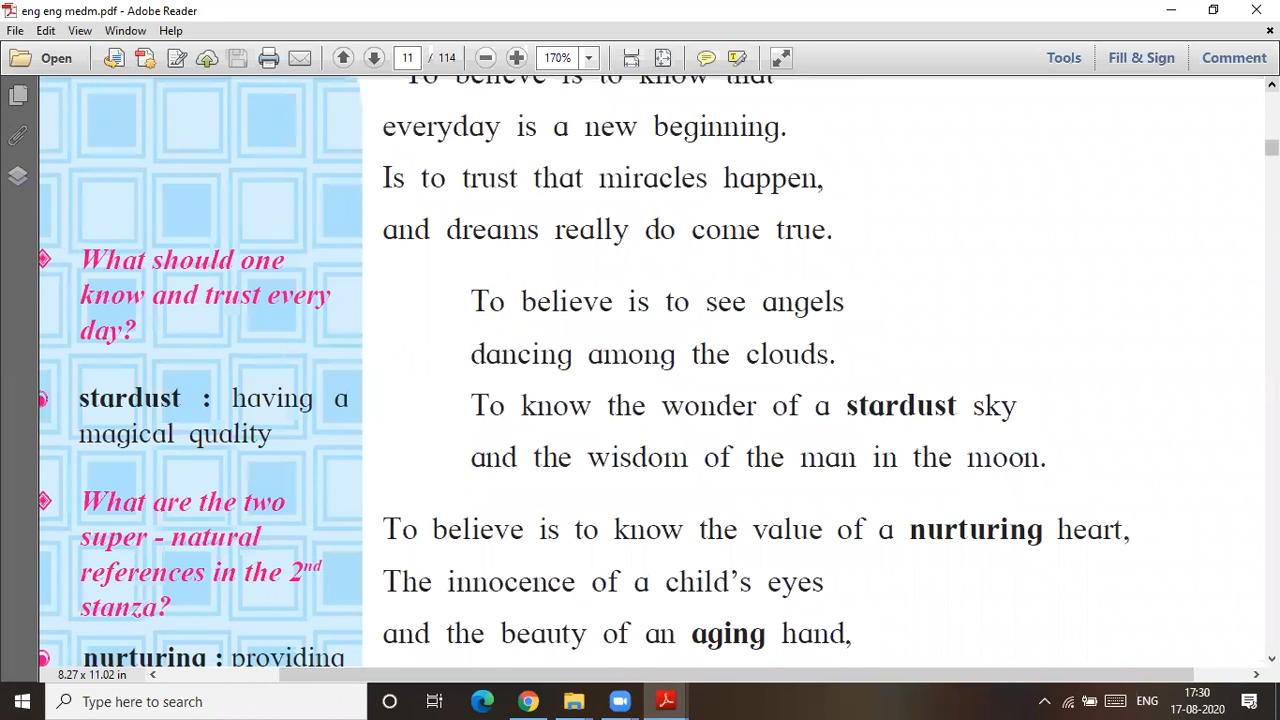 eng eng medm.pdf - Adobe Reader
File Edit View Window Help
Open 11 / 114 170% Tools Fill & Sign Comment
To believe is to know that
everyday is a new beginning.
Is to trust that miracles happen,
and dreams really do come true.
What should one
know and trust every
day?
To believe is to see angels
dancing among the clouds.
To know the wonder of a stardust sky
and the wisdom of the man in the moon.
stardust : having a
magical quality
What are the two
super - natural
references in the 2nd
stanza?
To believe is to know the value of a nurturing heart,
The innocence of a child's eyes
and the beauty of an aging hand,
nurturing : providing
8.27 x 11.02 in
Type here to search
ENG
17:30
17-08-2020